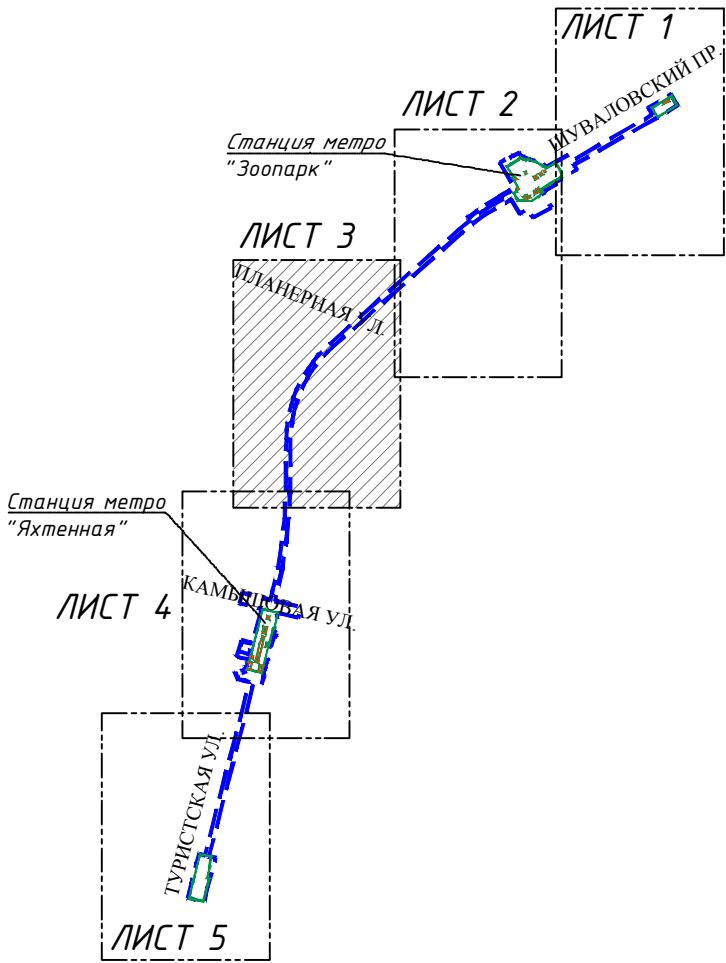 ЛИСТ 1
ШУВАЛОВСКИЙ ПР.
ЛИСТ 2
Станция метро
"Зоопарк"
ЛИСТ 3
ПЛАНЕРНАЯ УЛ.
Станция метро
"Яхтенная"
КАМЫШОВАЯ УЛ.
ЛИСТ 4
ТУРИСТСКАЯ УЛ.
ЛИСТ 5